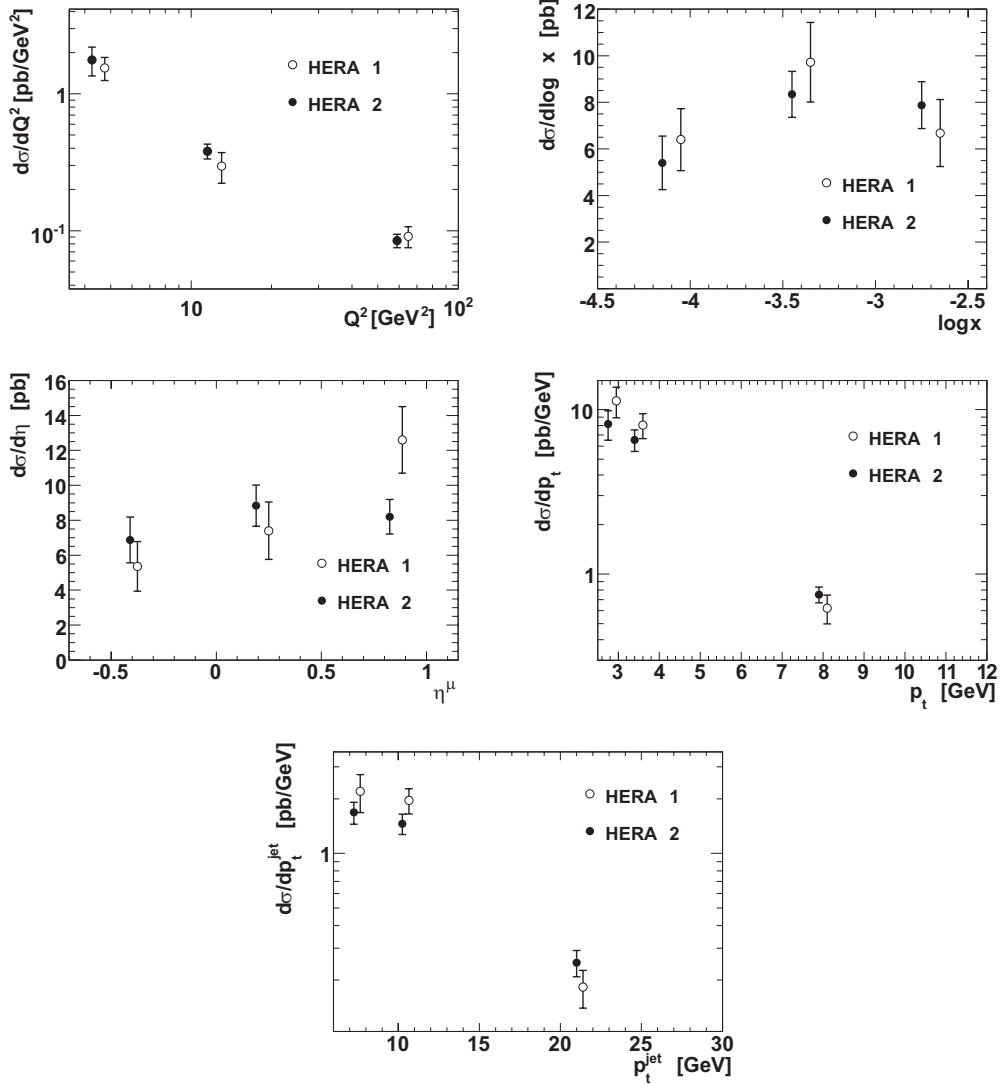 dσ/dQ² [pb/GeV²]
1
10⁻¹
HERA 1
HERA 2
10
10²
Q² [GeV²]
dσ/dlog x [pb]
12
10
8
6
4
2
0
HERA 1
HERA 2
-4.5
-4
-3.5
-3
-2.5
logx
dσ/dη [pb]
16
14
12
10
8
6
4
2
0
HERA 1
HERA 2
-0.5
0
0.5
1
η^μ
dσ/dp_t [pb/GeV]
10
1
HERA 1
HERA 2
3 4 5 6 7 8 9 10 11 12
p_t [GeV]
dσ/dp_t^jet [pb/GeV]
1
HERA 1
HERA 2
10
15
20
25
30
p_t^jet [GeV]